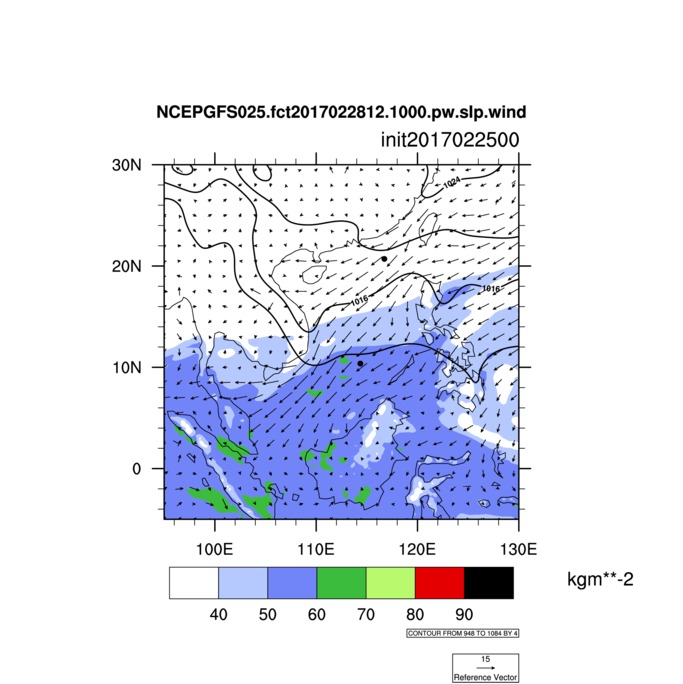 NCEPGFS025.fct2017022812.1000.pw.slp.wind
init2017022500
30N
1024
20N
1016
1016
10N
0
100E 110E 120E 130E
40 50 60 70 80 90
kgm**-2
CONTOUR FROM 948 TO 1084 BY 4
15
Reference Vector